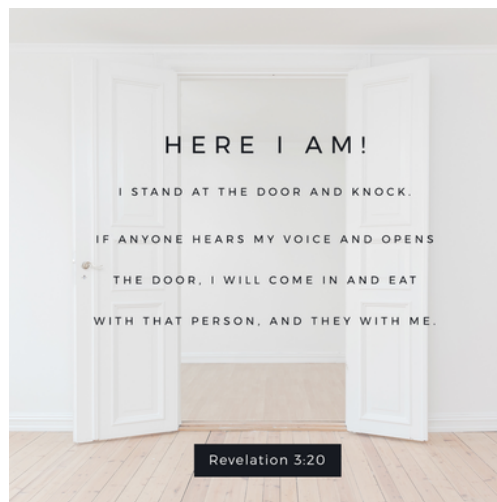 HERE I AM!
I STAND AT THE DOOR AND KNOCK.
IF ANYONE HEARS MY VOICE AND OPENS
THE DOOR, I WILL COME IN AND EAT
WITH THAT PERSON, AND THEY WITH ME.
Revelation 3:20